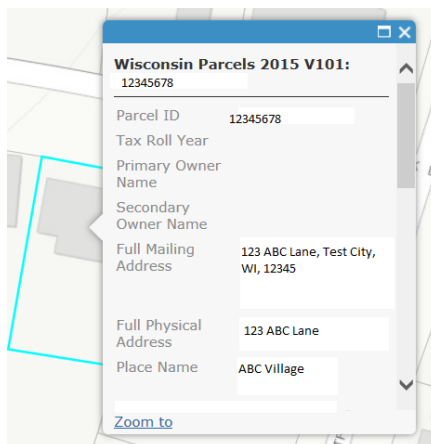 Wisconsin Parcels 2015 V101:
12345678
Parcel ID 12345678
Tax Roll Year
Primary Owner
Name
Secondary
Owner Name
Full Mailing 123 ABC Lane, Test City,
Address WI, 12345
Full Physical 123 ABC Lane
Address
Place Name ABC Village
Zoom to